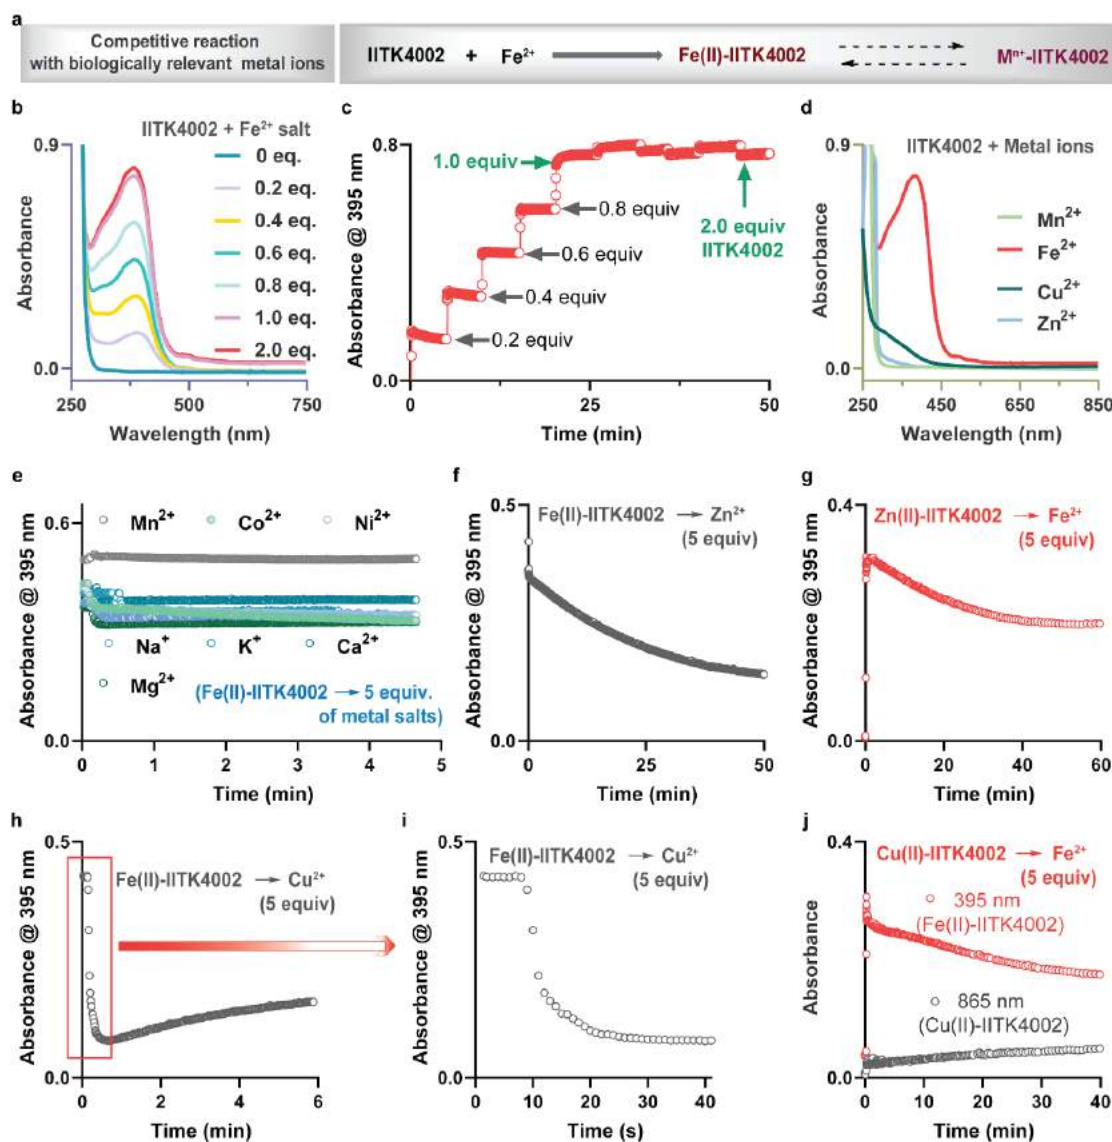 a
Competitive reaction
with biologically relevant metal ions
IITK4002 + Fe²⁺ Fe(II)-IITK4002 Mⁿ⁺-IITK4002
b
IITK4002 + Fe²⁺ salt
0.9
0.0
Absorbance
0 eq.
0.2 eq.
0.4 eq.
0.6 eq.
0.8 eq.
1.0 eq.
2.0 eq.
250 500 750
Wavelength (nm)
c
0.8
0.0
Absorbance @ 395 nm
1.0 equiv
0.8 equiv
0.6 equiv
0.4 equiv
0.2 equiv
2.0 equiv
IITK4002
0 10 20 30 40 50
Time (min)
d
IITK4002 + Metal ions
0.9
0.0
Absorbance
Mn²⁺
Fe²⁺
Cu²⁺
Zn²⁺
250 450 650 850
Wavelength (nm)
e
0.6
0.0
Absorbance @ 395 nm
Mn²⁺ Co²⁺ Ni²⁺
Na⁺ K⁺ Ca²⁺
Mg²⁺
(Fe(II)-IITK4002 → 5 equiv.
of metal salts)
0 1 2 3 4 5
Time (min)
f
0.5
0.0
Absorbance @ 395 nm
Fe(II)-IITK4002 → Zn²⁺
(5 equiv)
0 25 50
Time (min)
g
0.4
0.0
Absorbance @ 395 nm
Zn(II)-IITK4002 → Fe²⁺
(5 equiv)
0 20 40 60
Time (min)
h
0.5
0.0
Absorbance @ 395 nm
Fe(II)-IITK4002 → Cu²⁺
(5 equiv)
0 2 4 6
Time (min)
i
0.5
0.0
Absorbance @ 395 nm
Fe(II)-IITK4002 → Cu²⁺
(5 equiv)
0 10 20 30 40
Time (s)
j
0.4
0.0
Absorbance
Cu(II)-IITK4002 → Fe²⁺
(5 equiv)
395 nm
(Fe(II)-IITK4002)
865 nm
(Cu(II)-IITK4002)
0 10 20 30 40
Time (min)